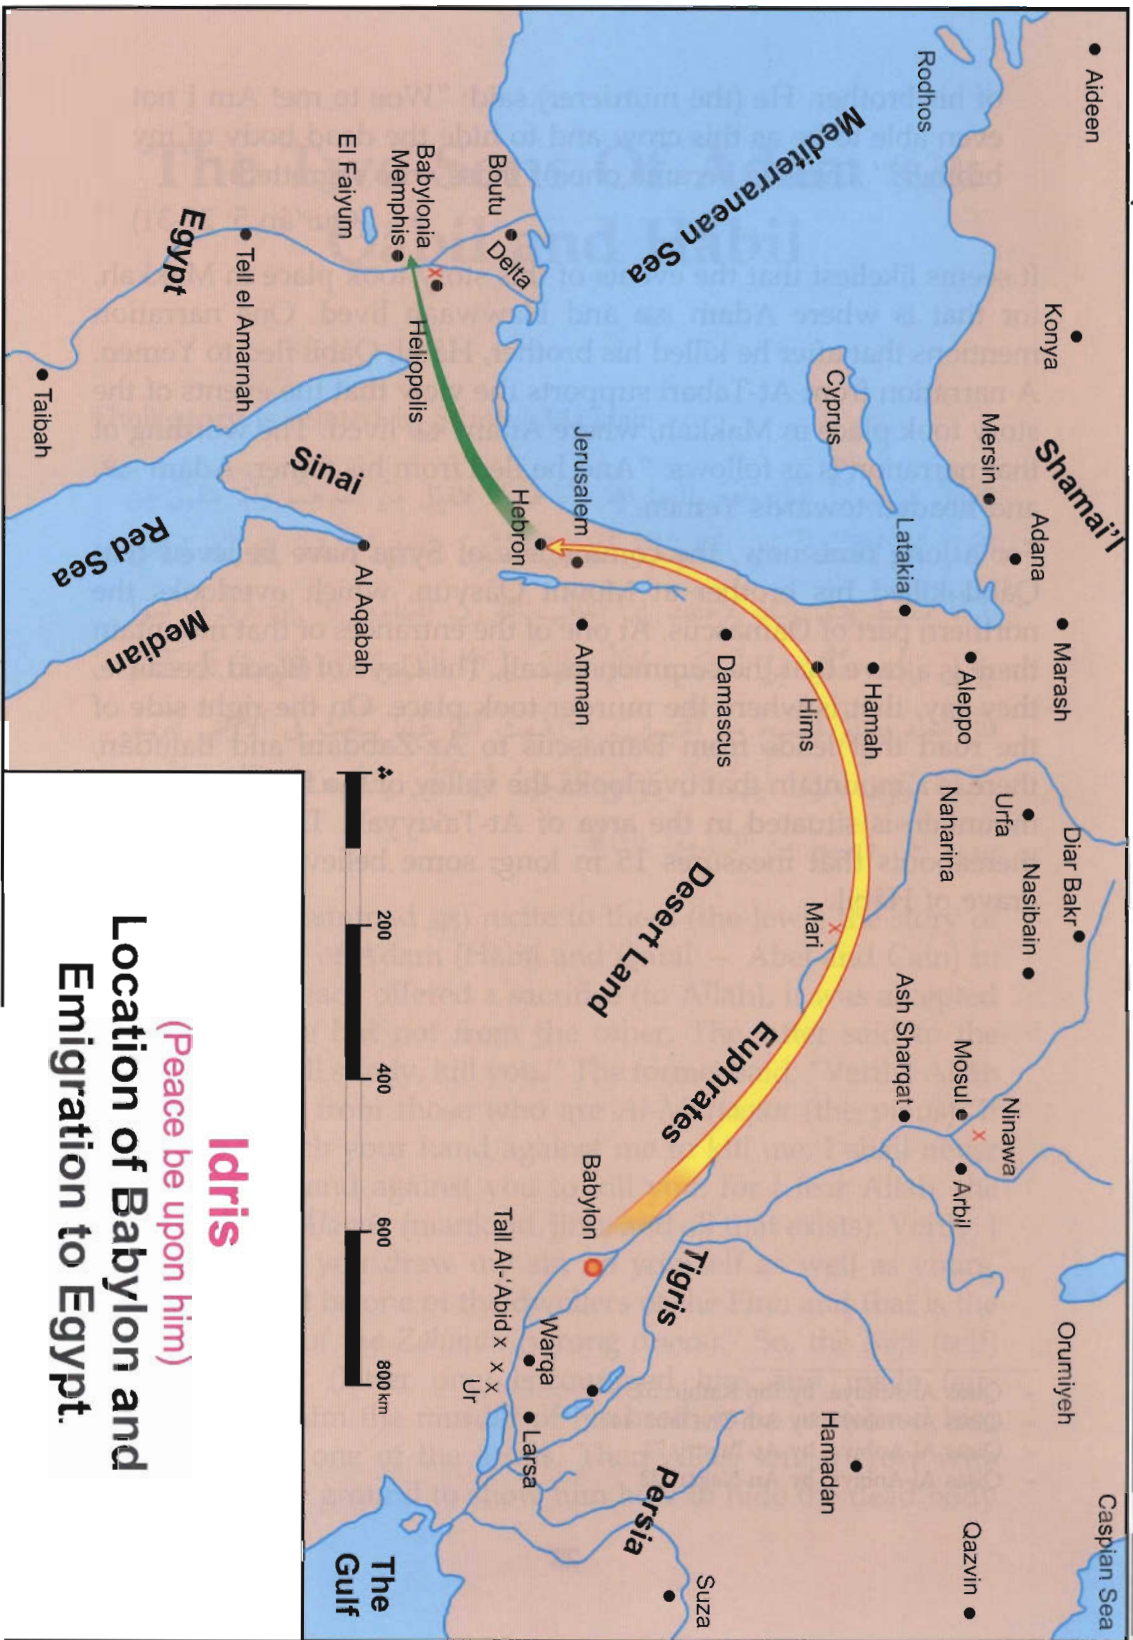 Caspian Sea
Aideen
Diar Bakr
Orumiyeh
Konya
Shamai'l
Adana
Marash
Urfa
Nasibain
Ninawa
Mersin
Aleppo
Naharina
Mosul
Arbil
Qazvin
Rodhos
Latakia
Ash Sharqat
Cyprus
Hamah
Hims
Mari
Hamadan
Mediterranean Sea
Damascus
Desert Land
Euphrates
Tigris
Persia
Suza
Jerusalem
Amman
Babylon
Boutu
Delta
Hebron
Warqa
Larsa
Tall Al-'Abid
Ur
Babylonia
Heliopolis
Memphis
El Faiyum
Al Aqabah
200
400
600
800km
The
Gulf
Sinai
Tell el Amarnah
Egypt
Red Sea
Median
Taibah
Idris
(Peace be upon him)
Location of Babylon and
Emigration to Egypt.